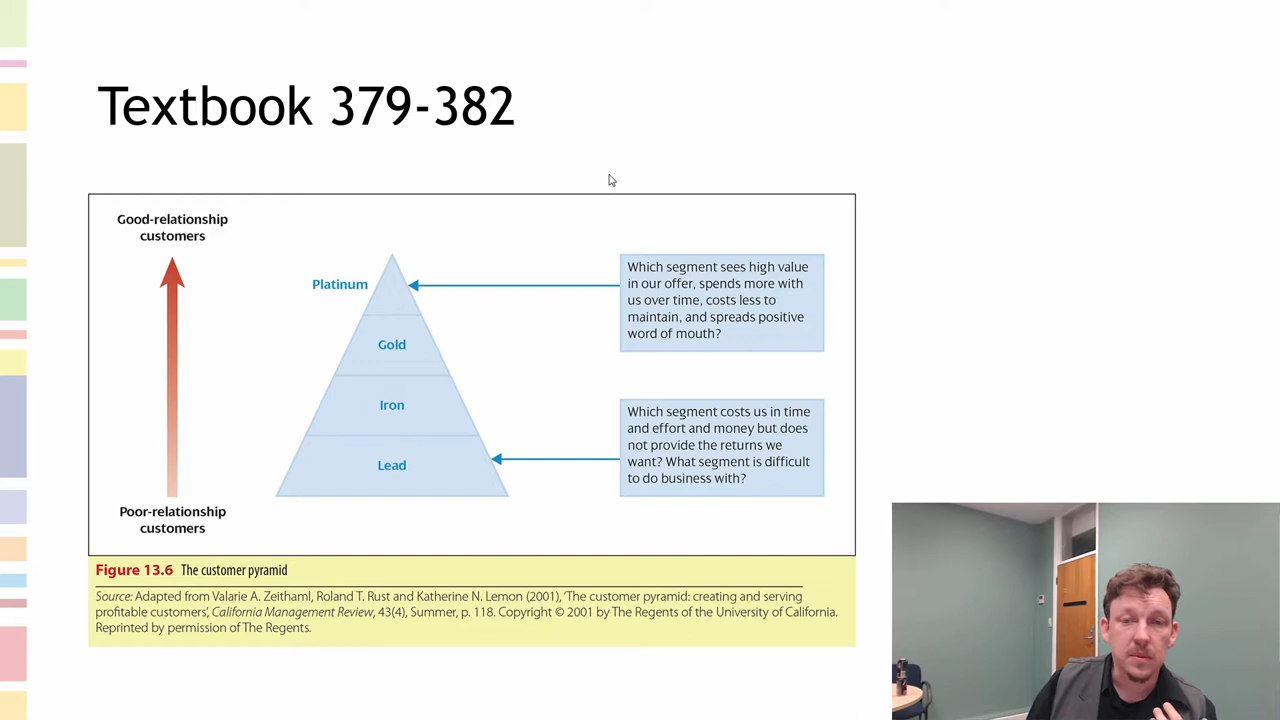 Textbook 379-382
Good-relationship
customers
Platinum
Gold
Iron
Lead
Poor-relationship
customers
Which segment sees high value
in our offer, spends more with
us over time, costs less to
maintain, and spreads positive
word of mouth?
Which segment costs us in time
and effort and money but does
not provide the returns we
want? What segment is difficult
to do business with?
Figure 13.6 The customer pyramid
Source: Adapted from Valarie A. Zeithaml, Roland T. Rust and Katherine N. Lemon (2001), ‘The customer pyramid: creating and serving
profitable customers’, California Management Review, 43(4), Summer, p. 118. Copyright © 2001 by The Regents of the University of California.
Reprinted by permission of The Regents.